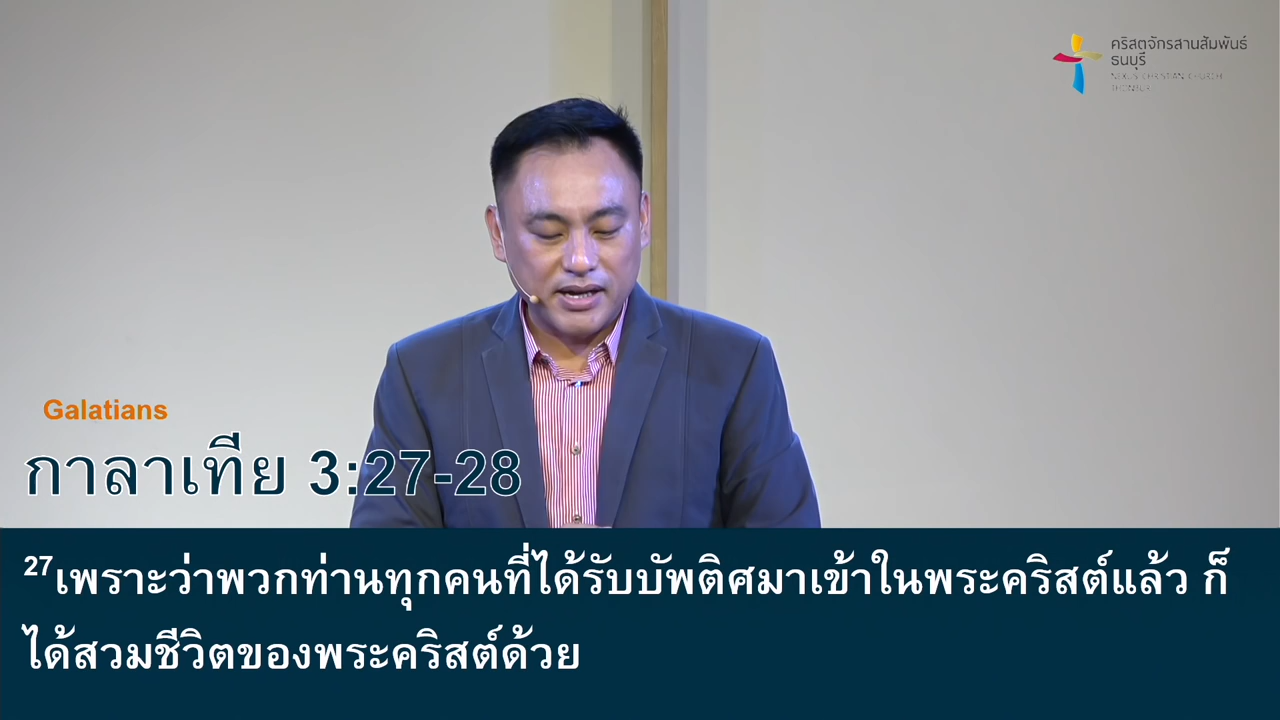 คริสตจักรสานสัมพันธ์
ธนบุรี
NEXUS CHRISTIAN CHURCH
Galatians
กาลาเทีย 3:27-28
27เพราะว่าพวกท่านทุกคนที่ได้รับบัพติศมาเข้าในพระคริสต์แล้ว ก็
ได้สวมชีวิตของพระคริสต์ด้วย